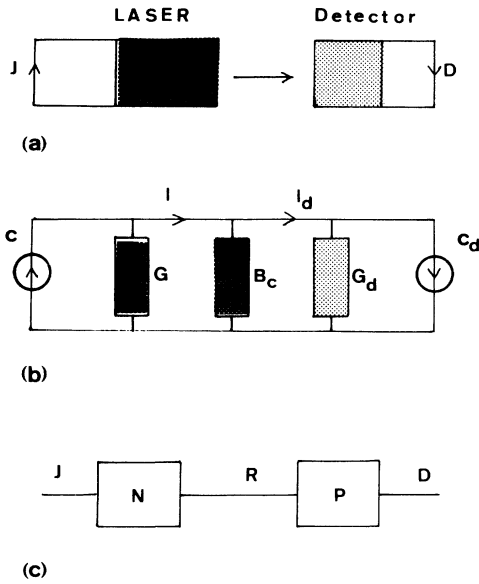 LASER Detector
J D
(a)
I I_d
c G B_c G_d c_d
(b)
J R D
N P
(c)